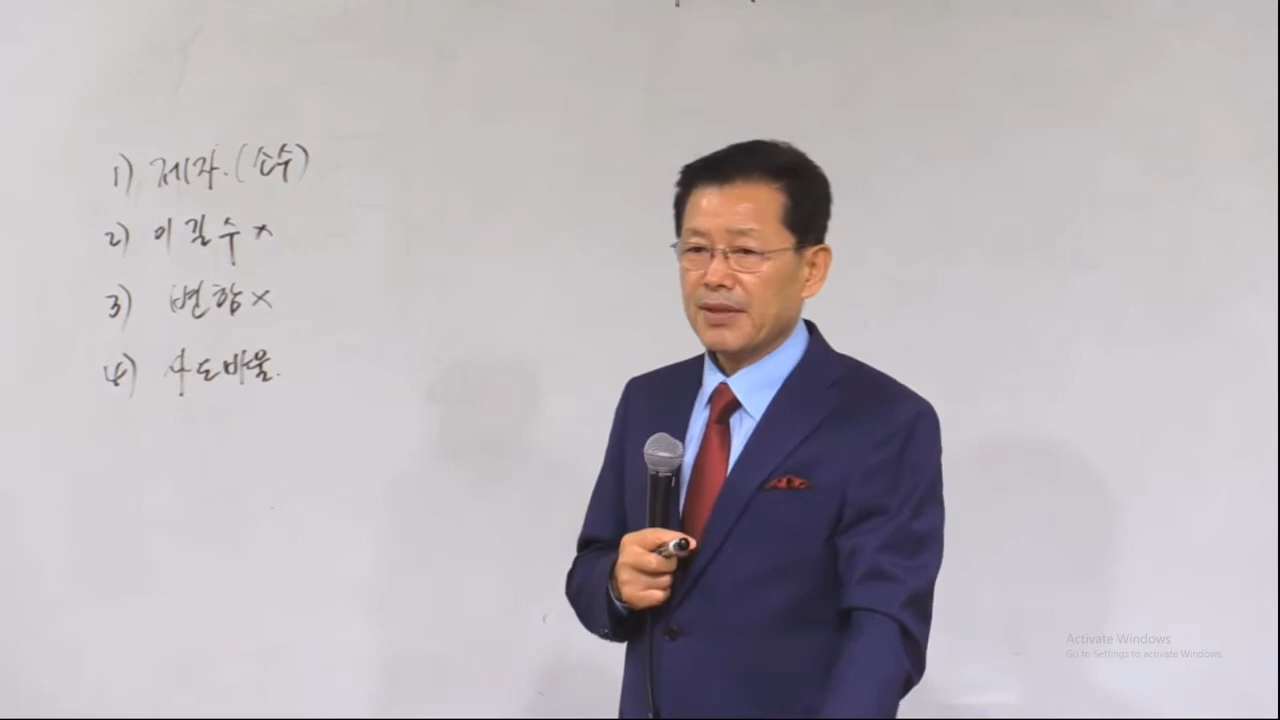 1) 제자.(소수)
2) 이길수 x
3) 변함 x
4) 사도바울.
Activate Windows
Go to Settings to activate Windows.